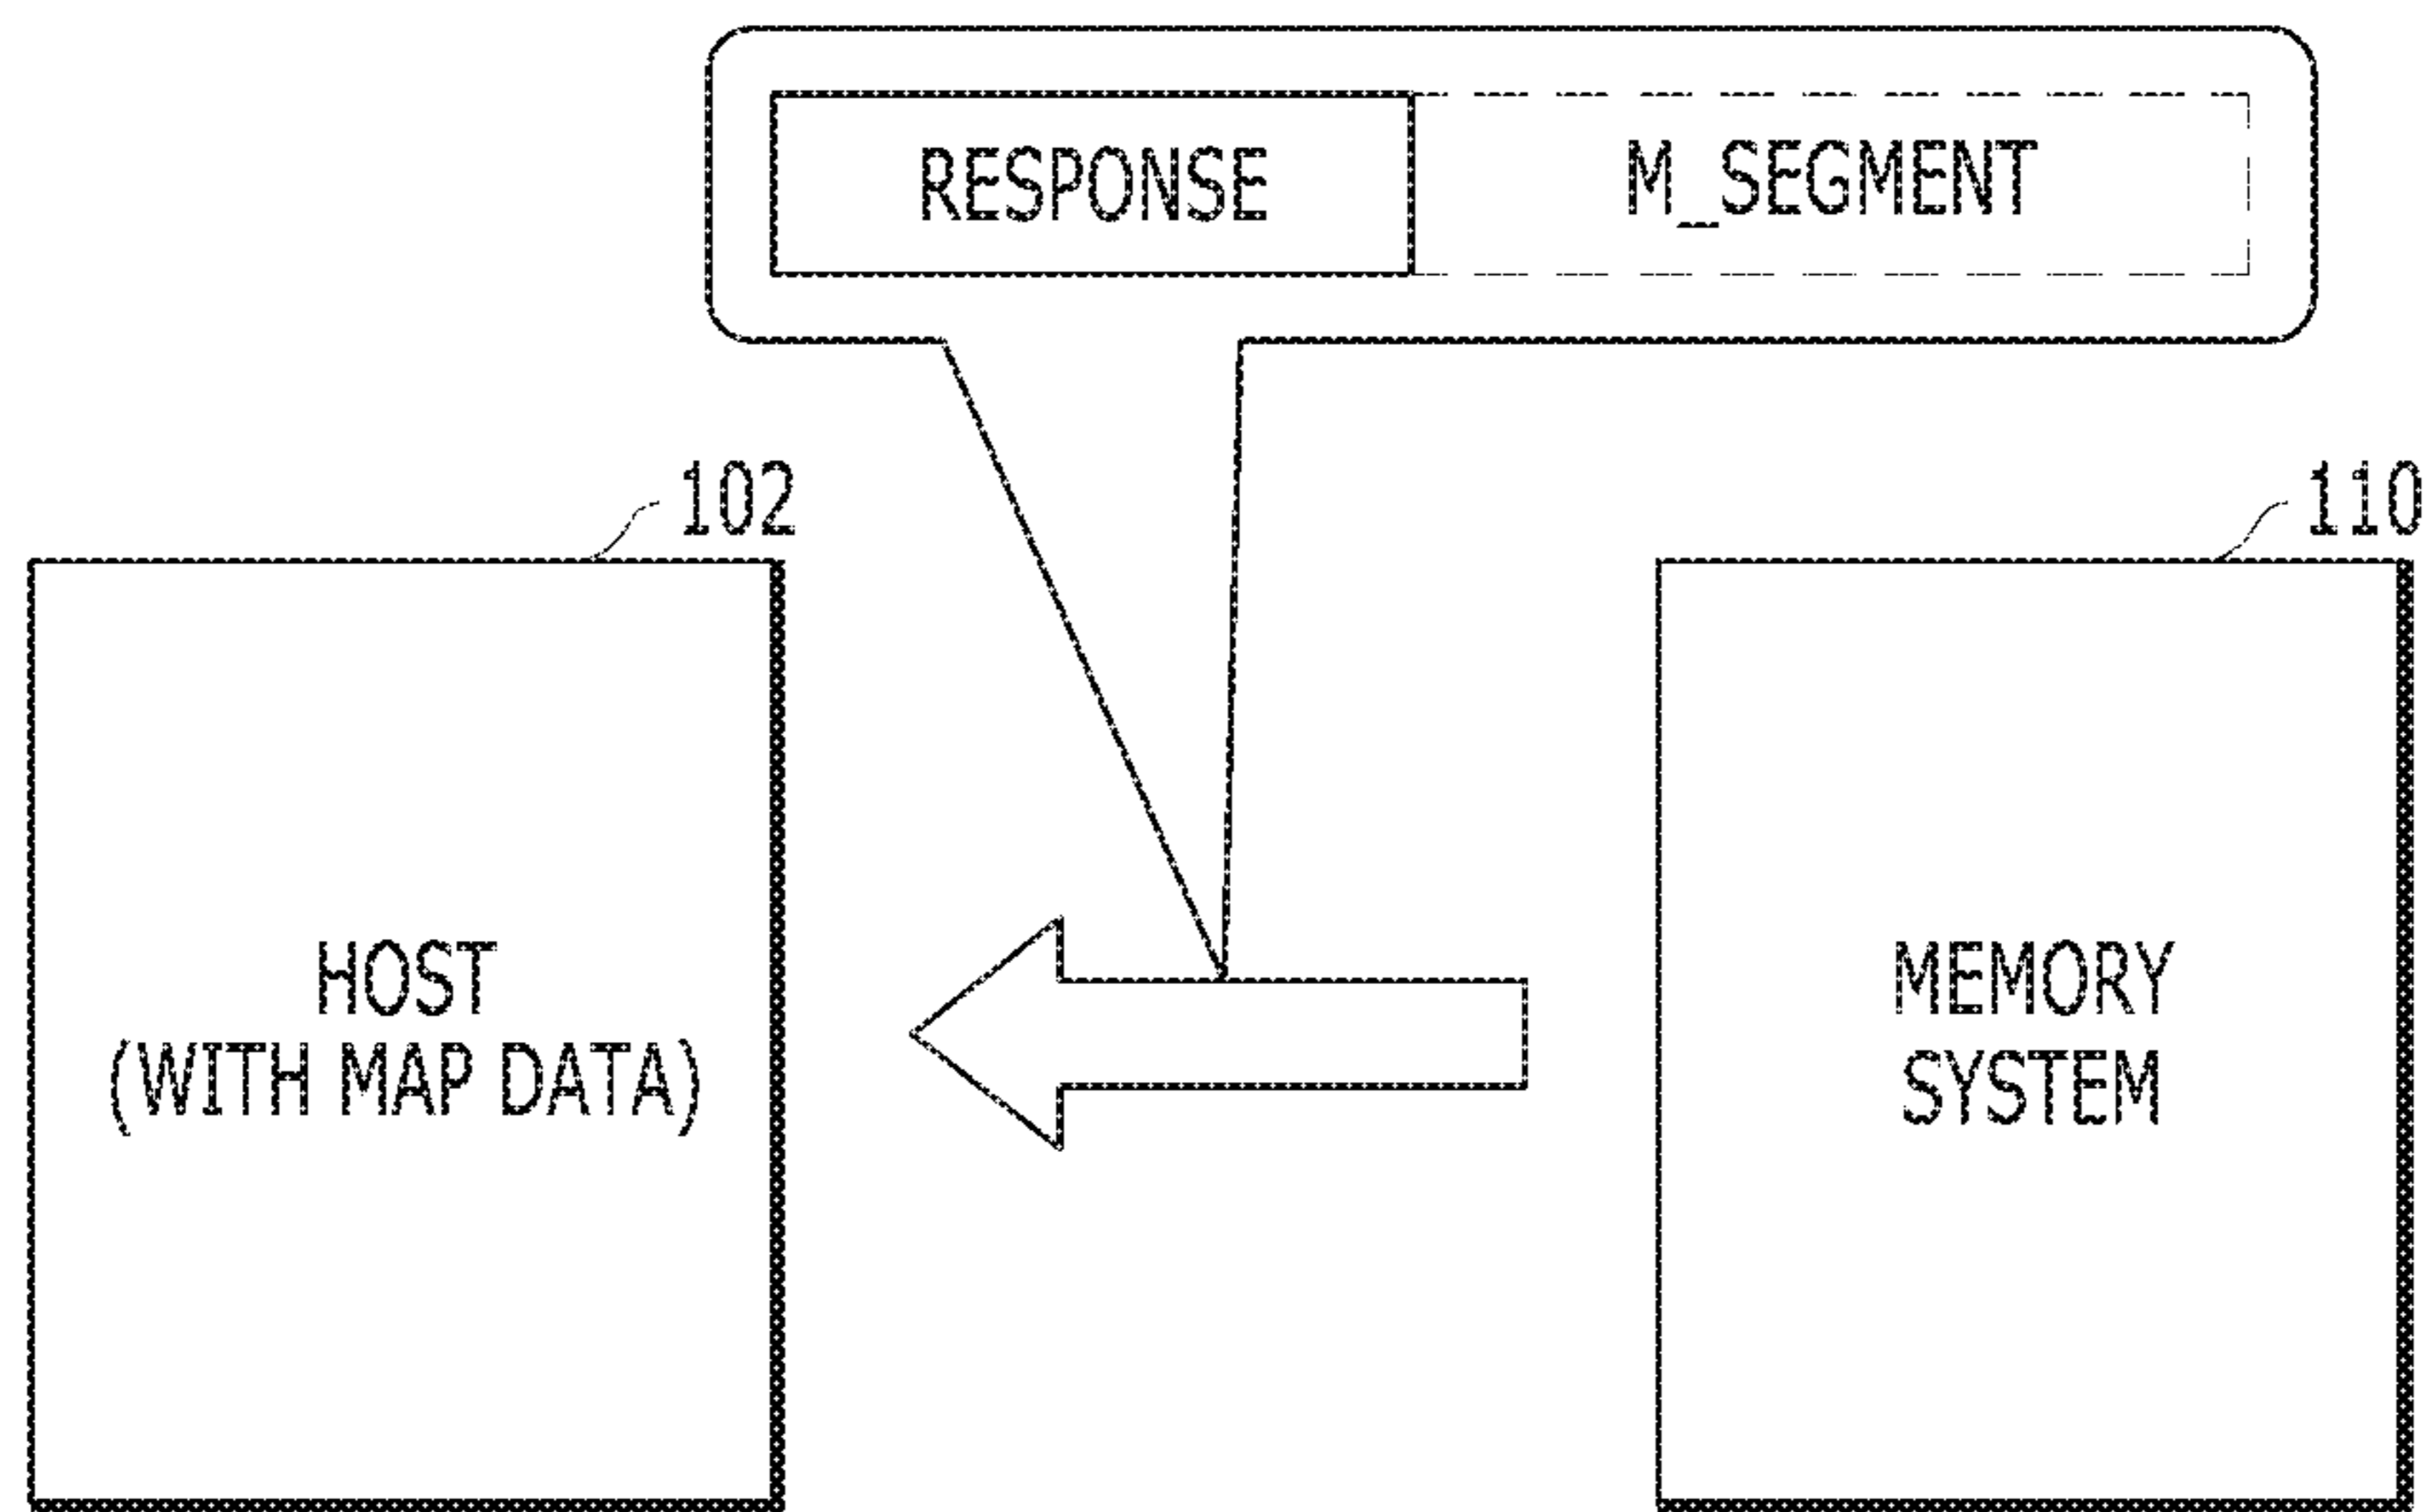 RESPONSE
M_SEGMENT
102
110
HOST
(WITH MAP DATA)
MEMORY
SYSTEM